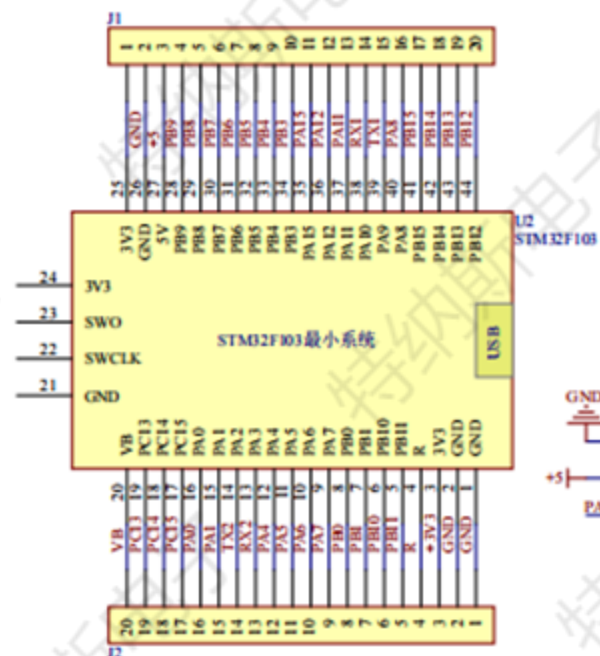 J1
1 2 3 4 5 6 7 8 9 10 11 12 13 14 15 16 17 18 19 20
GND +5 PB9 PB8 PB7 PB6 PB5 PB4 PB3 PA15 PA12 PA11 RX1 TX1 PA8 PB15 PB14 PB13 PB12
25 26 27 28 29 30 31 32 33 34 35 36 37 38 39 40 41 42 43 44
U2
STM32F103
3V3 GND 5V PB9 PB8 PB7 PB6 PB5 PB4 PB3 PA15 PA12 PA11 PA10 PA9 PA8 PB15 PB14 PB13 PB12
24 3V3
23 SWO
22 SWCLK
21 GND
STM32F103最小系统
USB
GND
+5
PA
VB PC13 PC14 PC15 PA0 PA1 PA2 PA3 PA4 PA5 PA6 PA7 PB0 PB1 PB10 PB11 R 3V3 GND GND
20 19 18 17 16 15 14 13 12 11 10 9 8 7 6 5 4 3 2 1
VB PC13 PC14 PC15 PA0 PA1 TX2 RX2 PA4 PA5 PA6 PA7 PB0 PB1 PB10 PB11 R +3V3 GND GND
20 19 18 17 16 15 14 13 12 11 10 9 8 7 6 5 4 3 2 1
J2
特纳斯电子